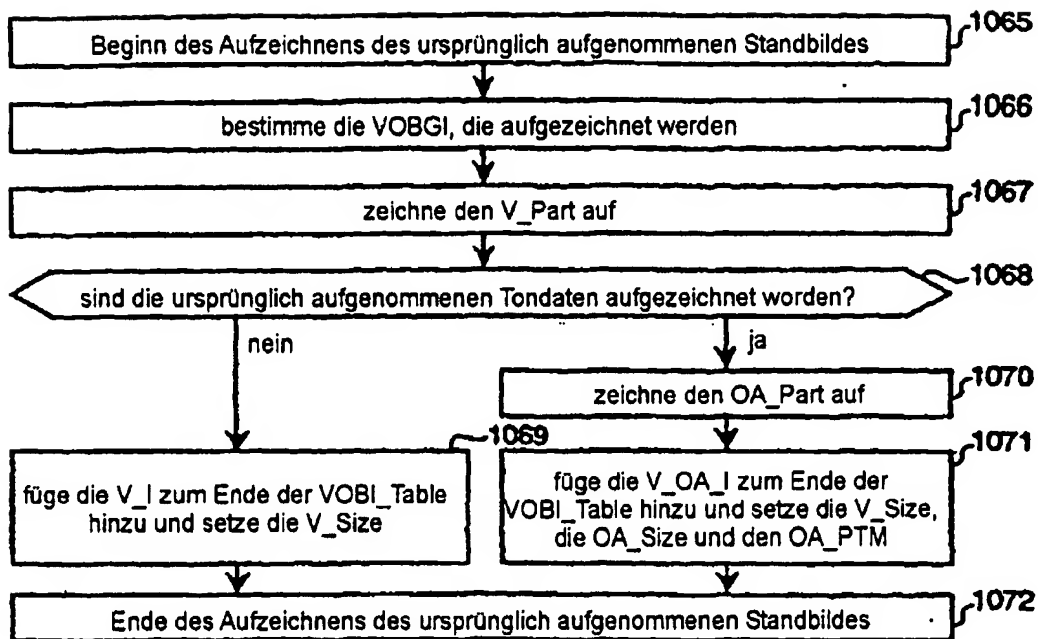 1065
Beginn des Aufzeichnens des ursprünglich aufgenommenen Standbildes
1066
bestimme die VOBGI, die aufgezeichnet werden
1067
zeichne den V_Part auf
1068
sind die ursprünglich aufgenommenen Tondaten aufgezeichnet worden?
nein
ja
1070
zeichne den OA_Part auf
1069
füge die V_I zum Ende der VOBI_Table
hinzu und setze die V_Size
1071
füge die V_OA_I zum Ende der
VOBI_Table hinzu und setze die V_Size,
die OA_Size und den OA_PTM
1072
Ende des Aufzeichnens des ursprünglich aufgenommenen Standbildes